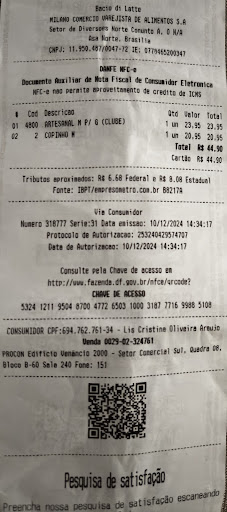 Bacio di Latte
MILANO COMERCIO VAREJISTA DE ALIMENTOS S.A
Setor de Diversoes Norte Conjunto A, 0 N/A
Asa Norte, Brasilia
CNPJ: 11.950.487/0047-72 IE: 0776465200347
DANFE NFC-e
Documento Auxiliar de Nota Fiscal de Consumidor Eletronica
NFC-e nao permite aproveitamento de credito de ICMS
# Cod Descricao Qtd Valor Total
01 4800 ARTESANAL M P/ G (CLUBE) 1 un 23,95 23,95
02 2 COPINHO M 1 un 20,95 20,95
Total R$ 44,90
Cartão R$ 44,90
Tributos aproximados: R$ 6.68 Federal e R$ 8.08 Estadual
Fonte: IBPT/empresometro.com.br B8217A
Via Consumidor
Numero 318777 Serie:31 Data emissao: 10/12/2024 14:34:17
Protocolo de Autorizacao: 253240429574707
Data de Autorizacao: 10/12/2024 14:34:17
Consulte pela Chave de acesso em
http://www.fazenda.df.gov.br/nfce/qrcode?
CHAVE DE ACESSO
5324 1211 9504 8700 4772 6503 1000 3187 7716 9988 5108
CONSUMIDOR CPF:694.762.761-34 - Lis Cristine Oliveira Araujo
Venda 0029-02-324761
PROCON Edificio Venâncio 2000 - Setor Comercial Sul, Quadra 08,
Bloco B-60 Sala 240 Fone: 151
Pesquisa de satisfação
Preencha nossa pesquisa de satisfação escaneando